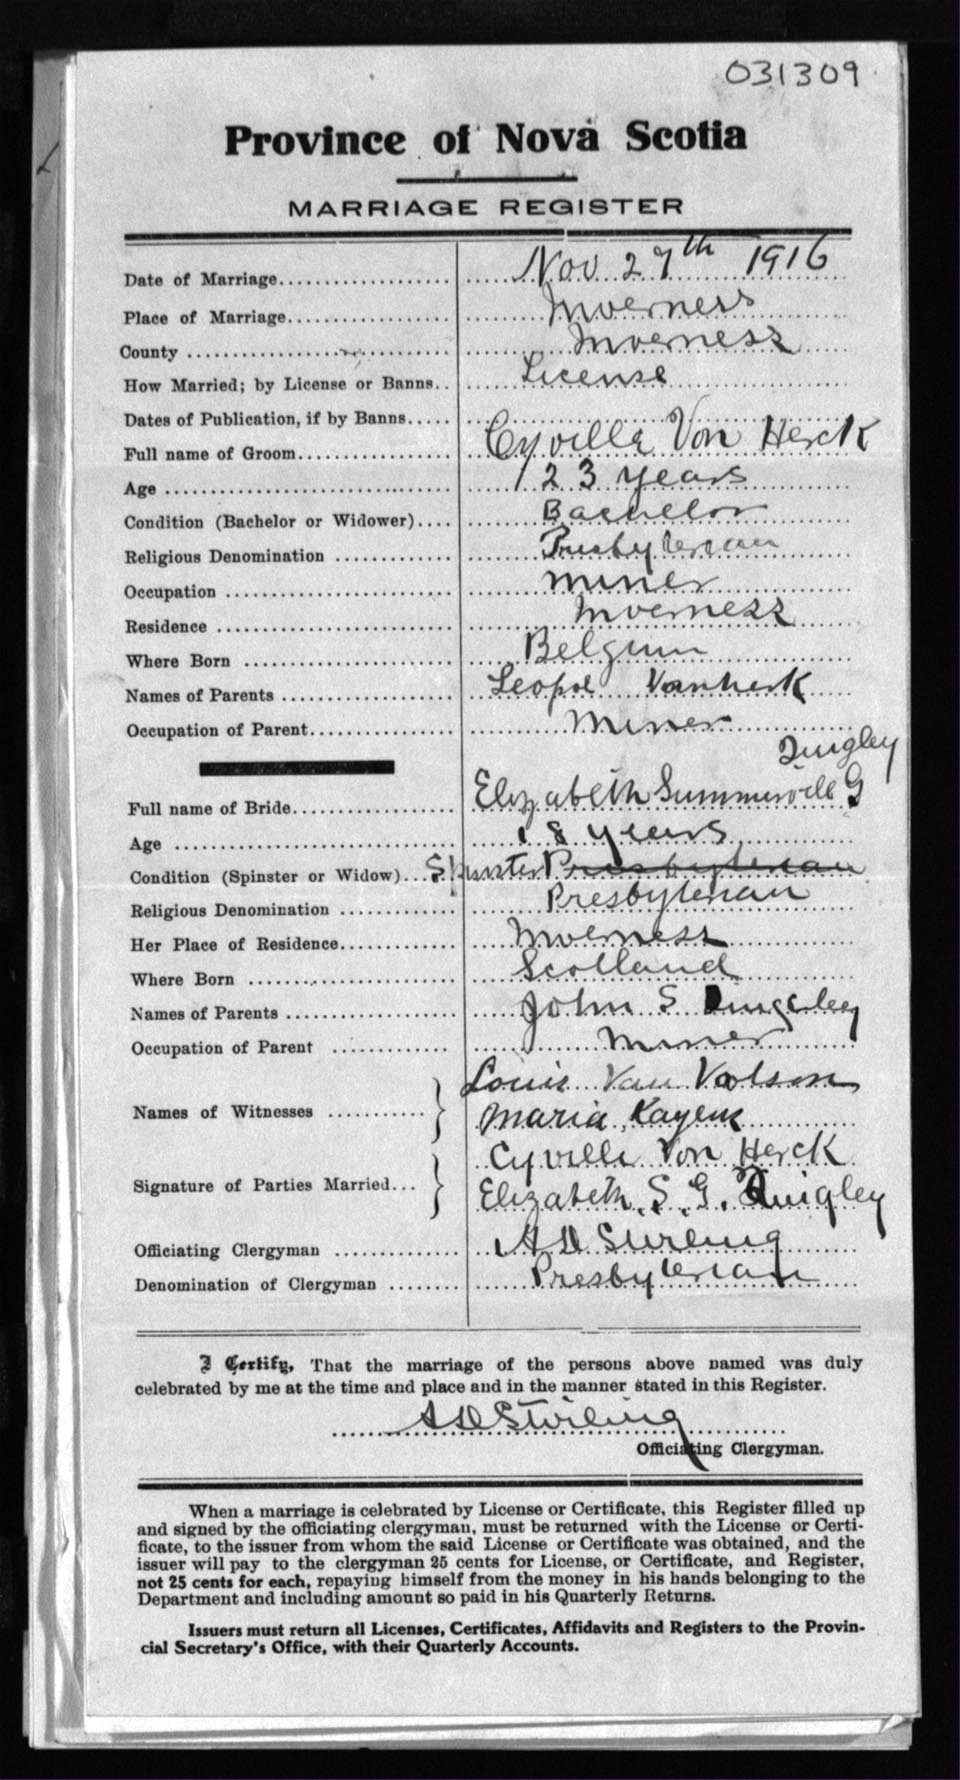 031309
Province of Nova Scotia
MARRIAGE REGISTER
Date of Marriage Nov 27th 1916
Place of Marriage Inverness
County Inverness
How Married; by License or Banns License
Dates of Publication, if by Banns
Full name of Groom Cyville Von Herck
Age 23 years
Condition (Bachelor or Widower) Bachelor
Religious Denomination Presbyterian
Occupation miner
Residence Inverness
Where Born Belgium
Names of Parents Leopol Vanherk
Occupation of Parent miner
Quigley
Full name of Bride Elizabeth Summerville G
Age 18 years
Condition (Spinster or Widow) Spinster Presbyterian
Religious Denomination Presbyterian
Her Place of Residence Inverness
Where Born Scotland
Names of Parents John S
Occupation of Parent miner
Louis Van
Names of Witnesses
Maria
Cyville Von Herck
Signature of Parties Married
Elizabeth S. G. Quigley
Officiating Clergyman A D Stirling
Denomination of Clergyman Presbyterian
I Certify, That the marriage of the persons above named was duly
celebrated by me at the time and place and in the manner stated in this Register.
A D Stirling
Officiating Clergyman.
When a marriage is celebrated by License or Certificate, this Register filled up
and signed by the officiating clergyman, must be returned with the License or Certi-
ficate, to the issuer from whom the said License or Certificate was obtained, and the
issuer will pay to the clergyman 25 cents for License, or Certificate, and Register,
not 25 cents for each, repaying himself from the money in his hands belonging to the
Department and including amount so paid in his Quarterly Returns.
Issuers must return all Licenses, Certificates, Affidavits and Registers to the Provin-
cial Secretary's Office, with their Quarterly Accounts.